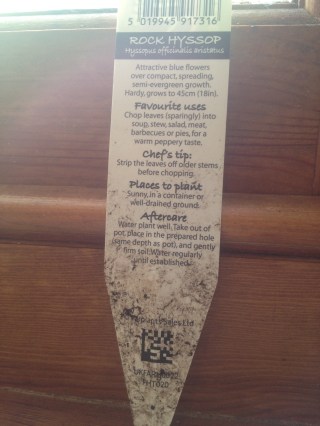 5 019945 917316
ROCK HYSSOP
Hyssopus officinalis aristatus
Attractive blue flowers
over compact, spreading,
semi-evergreen growth.
Hardy, grows to 45cm (18in).
Favourite uses
Chop leaves (sparingly) into
soup, stew, salad, meat,
barbecues or pies, for a
warm peppery taste.
Chef's tip:
Strip the leaves off older stems
before chopping.
Places to plant
Sunny, in a container or
well-drained ground.
Aftercare
Water plant well. Take out of
pot, place in the prepared hole
(same depth as pot), and gently
firm soil. Water regularly
until established.
Sales Ltd